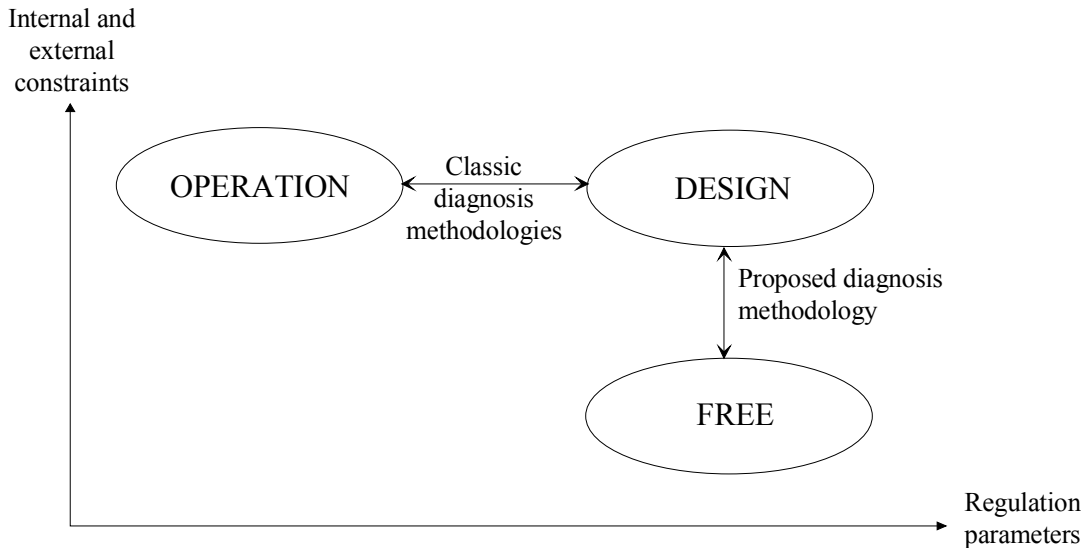 Internal and
external
constraints
OPERATION
Classic
diagnosis
methodologies
DESIGN
Proposed diagnosis
methodology
FREE
Regulation
parameters